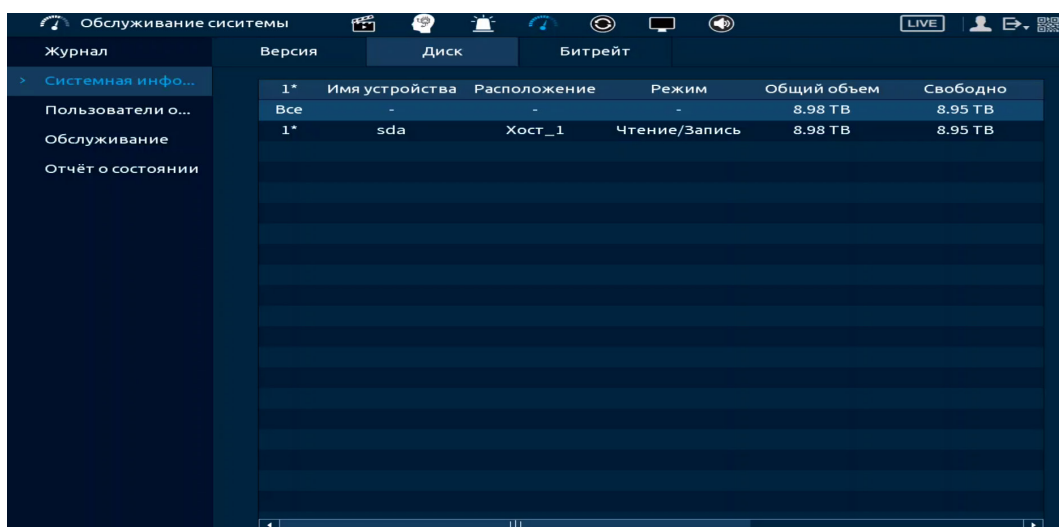 Обслуживание сиситемы LIVE
Журнал Версия Диск Битрейт
Системная инфо...
Пользователи о...
Обслуживание
Отчёт о состоянии
1* Имя устройства Расположение Режим Общий объем Свободно
Все - - - 8.98 TB 8.95 TB
1* sda Хост_1 Чтение/Запись 8.98 TB 8.95 TB